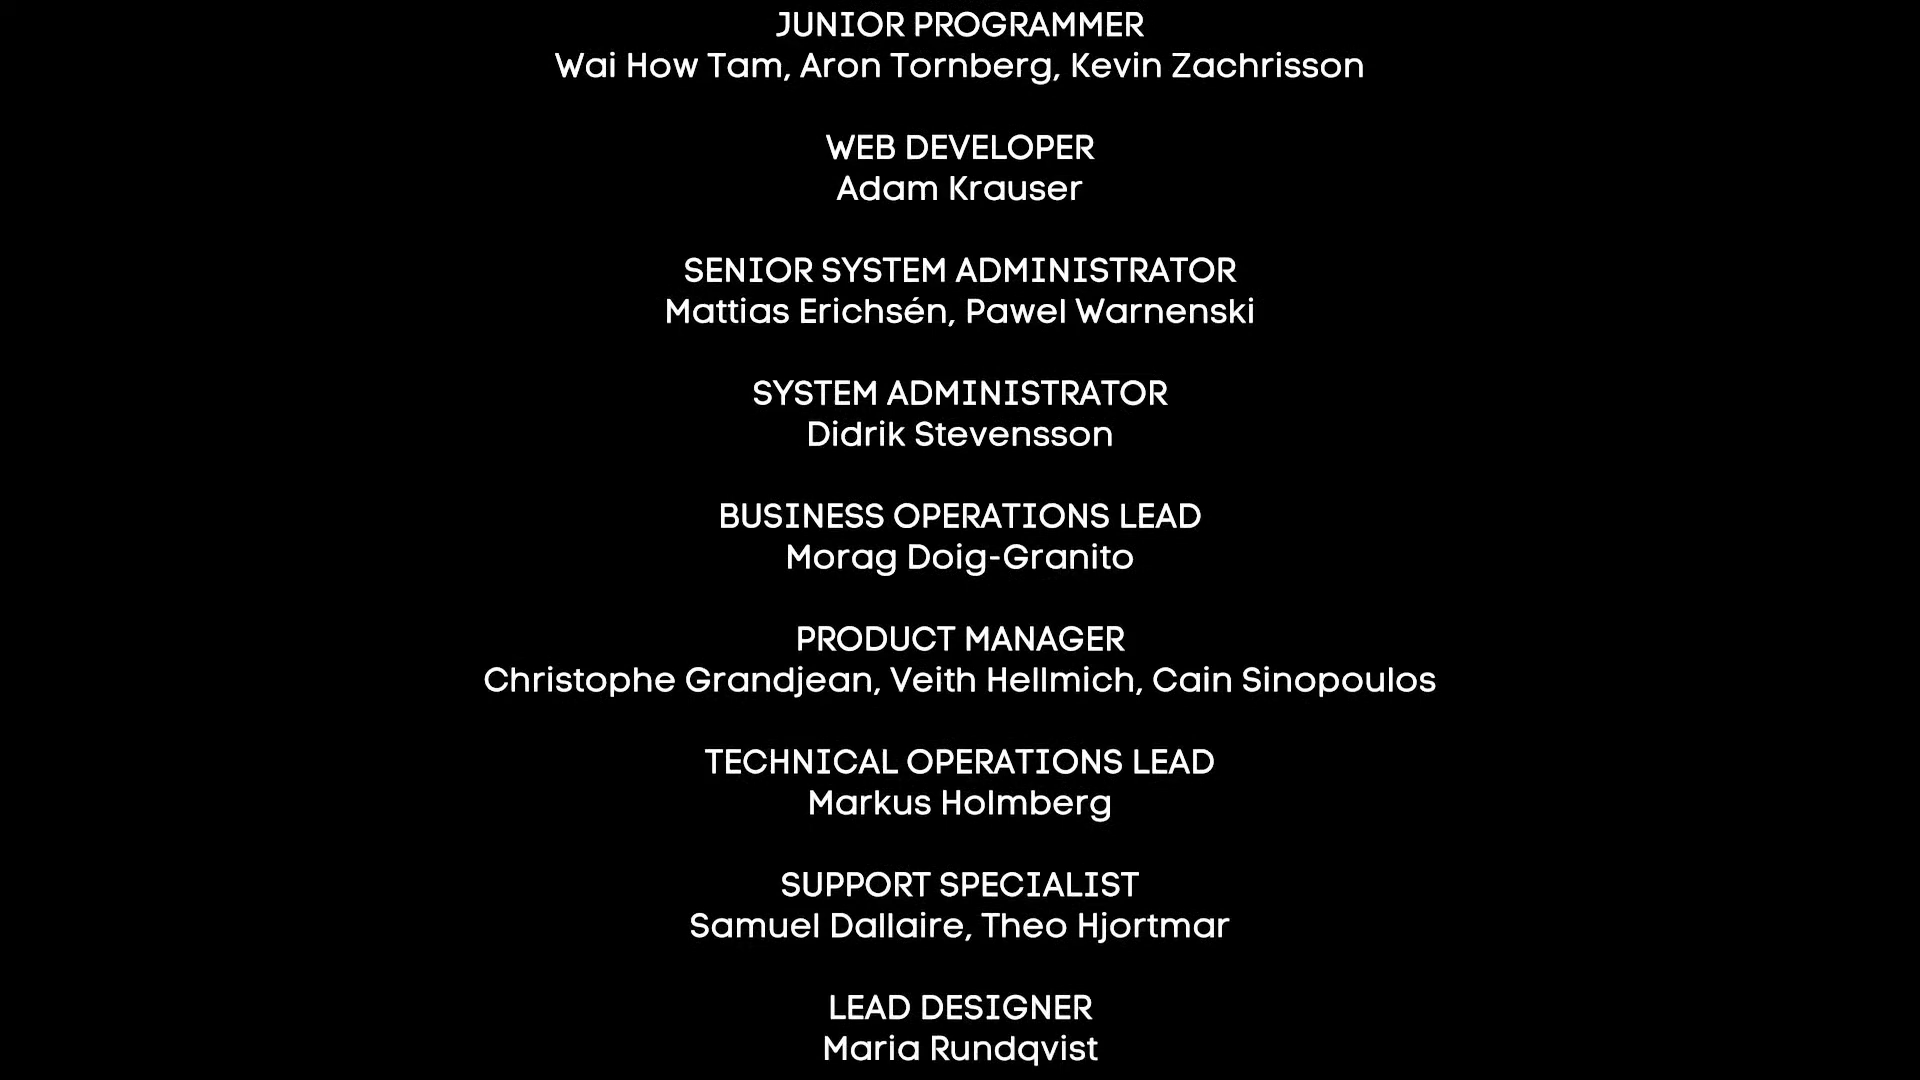 JUNIOR PROGRAMMER
Wai How Tam, Aron Tornberg, Kevin Zachrisson
WEB DEVELOPER
Adam Krauser
SENIOR SYSTEM ADMINISTRATOR
Mattias Erichsén, Pawel Warnenski
SYSTEM ADMINISTRATOR
Didrik Stevensson
BUSINESS OPERATIONS LEAD
Morag Doig-Granito
PRODUCT MANAGER
Christophe Grandjean, Veith Hellmich, Cain Sinopoulos
TECHNICAL OPERATIONS LEAD
Markus Holmberg
SUPPORT SPECIALIST
Samuel Dallaire, Theo Hjortmar
LEAD DESIGNER
Maria Rundqvist